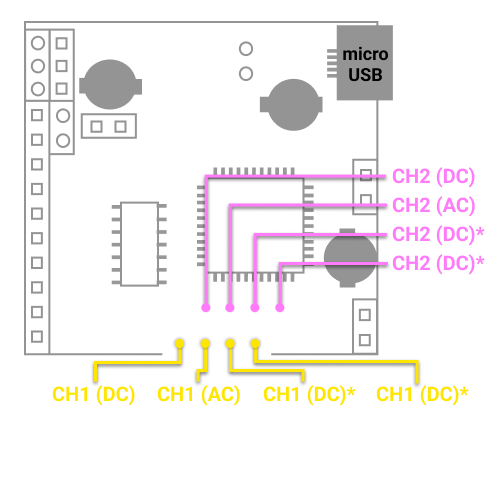 micro
USB
CH2 (DC)
CH2 (AC)
CH2 (DC)*
CH2 (DC)*
CH1 (DC) CH1 (AC) CH1 (DC)* CH1 (DC)*